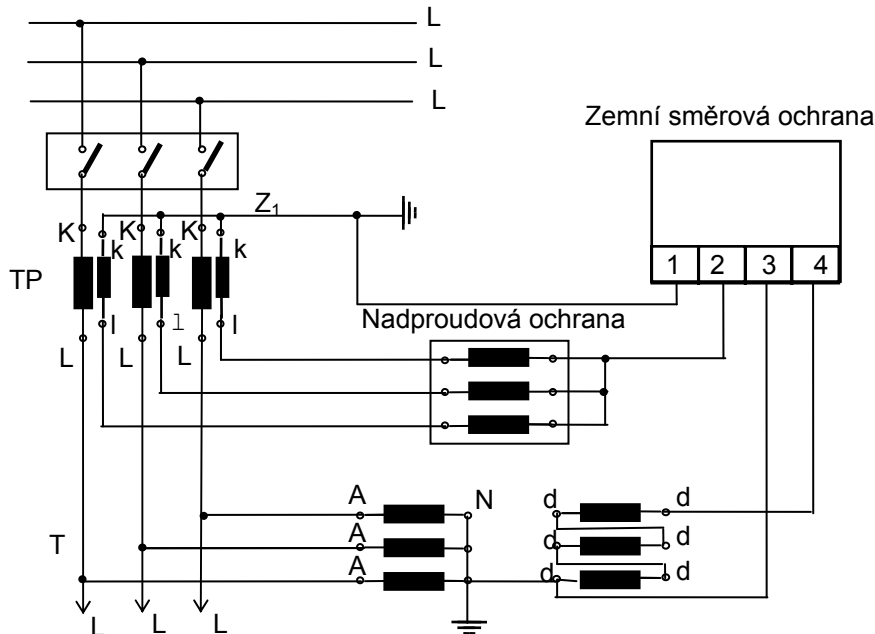 L
L
L
Zemní směrová ochrana
Z1
K K K
k k k
TP
1 2 3 4
l l l
Nadproudová ochrana
L L L
A N d d
A d d
T
A d d
L L L